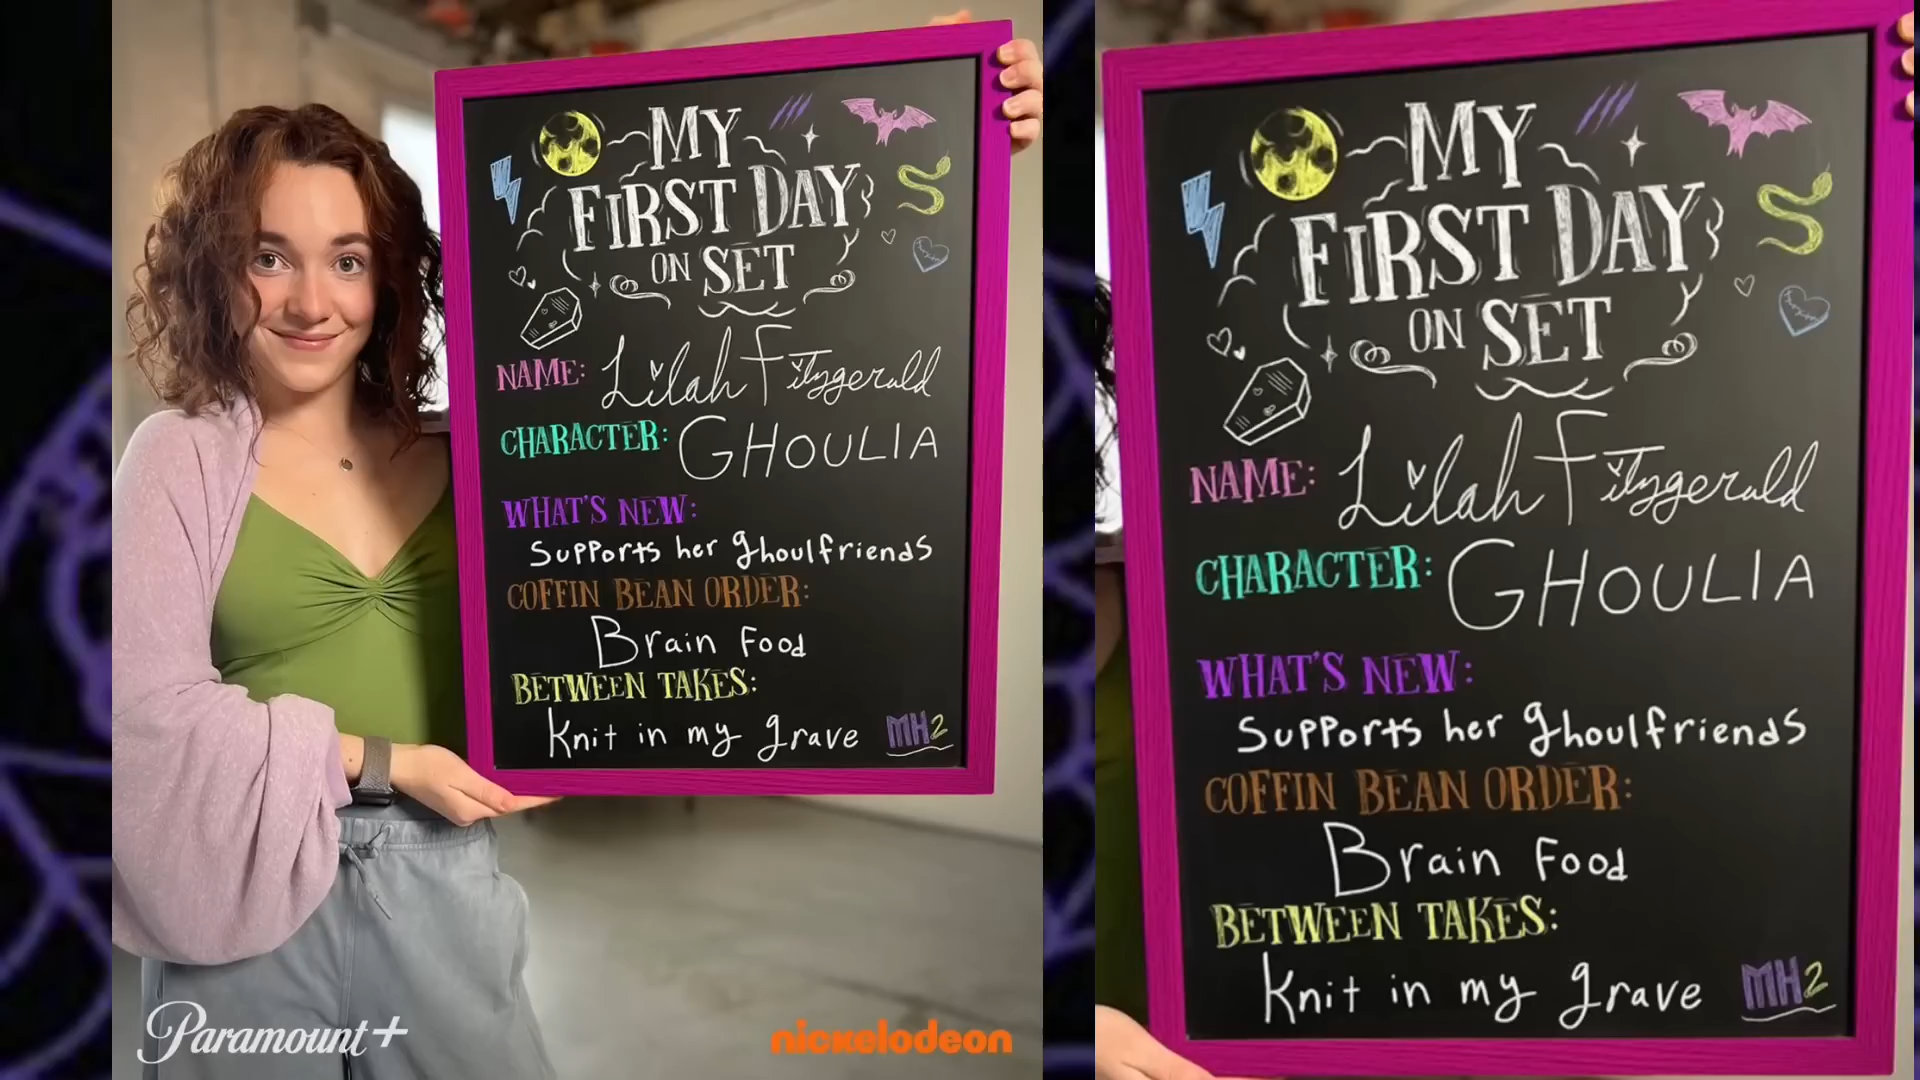 MY
FIRST DAY
ON SET
NAME: Lilah Fitzgerald
CHARACTER: GHOULIA
WHAT'S NEW:
Supports her ghoulfriends
COFFIN BEAN ORDER:
Brain Food
BETWEEN TAKES:
Knit in my grave
MH2
Paramount+
nickelodeon
MY
FIRST DAY
ON SET
NAME: Lilah Fitzgerald
CHARACTER: GHOULIA
WHAT'S NEW:
Supports her ghoulfriends
COFFIN BEAN ORDER:
Brain Food
BETWEEN TAKES:
Knit in my grave
MH2